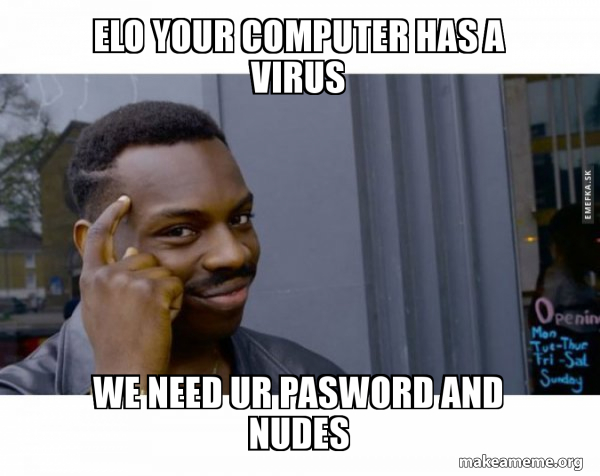 ELO YOUR COMPUTER HAS A
VIRUS
EMEFKA.SK
Opening
Mon
Tue-Thur
Fri-Sat
Sunday
WE NEED UR PASWORD AND
NUDES
makeameme.org